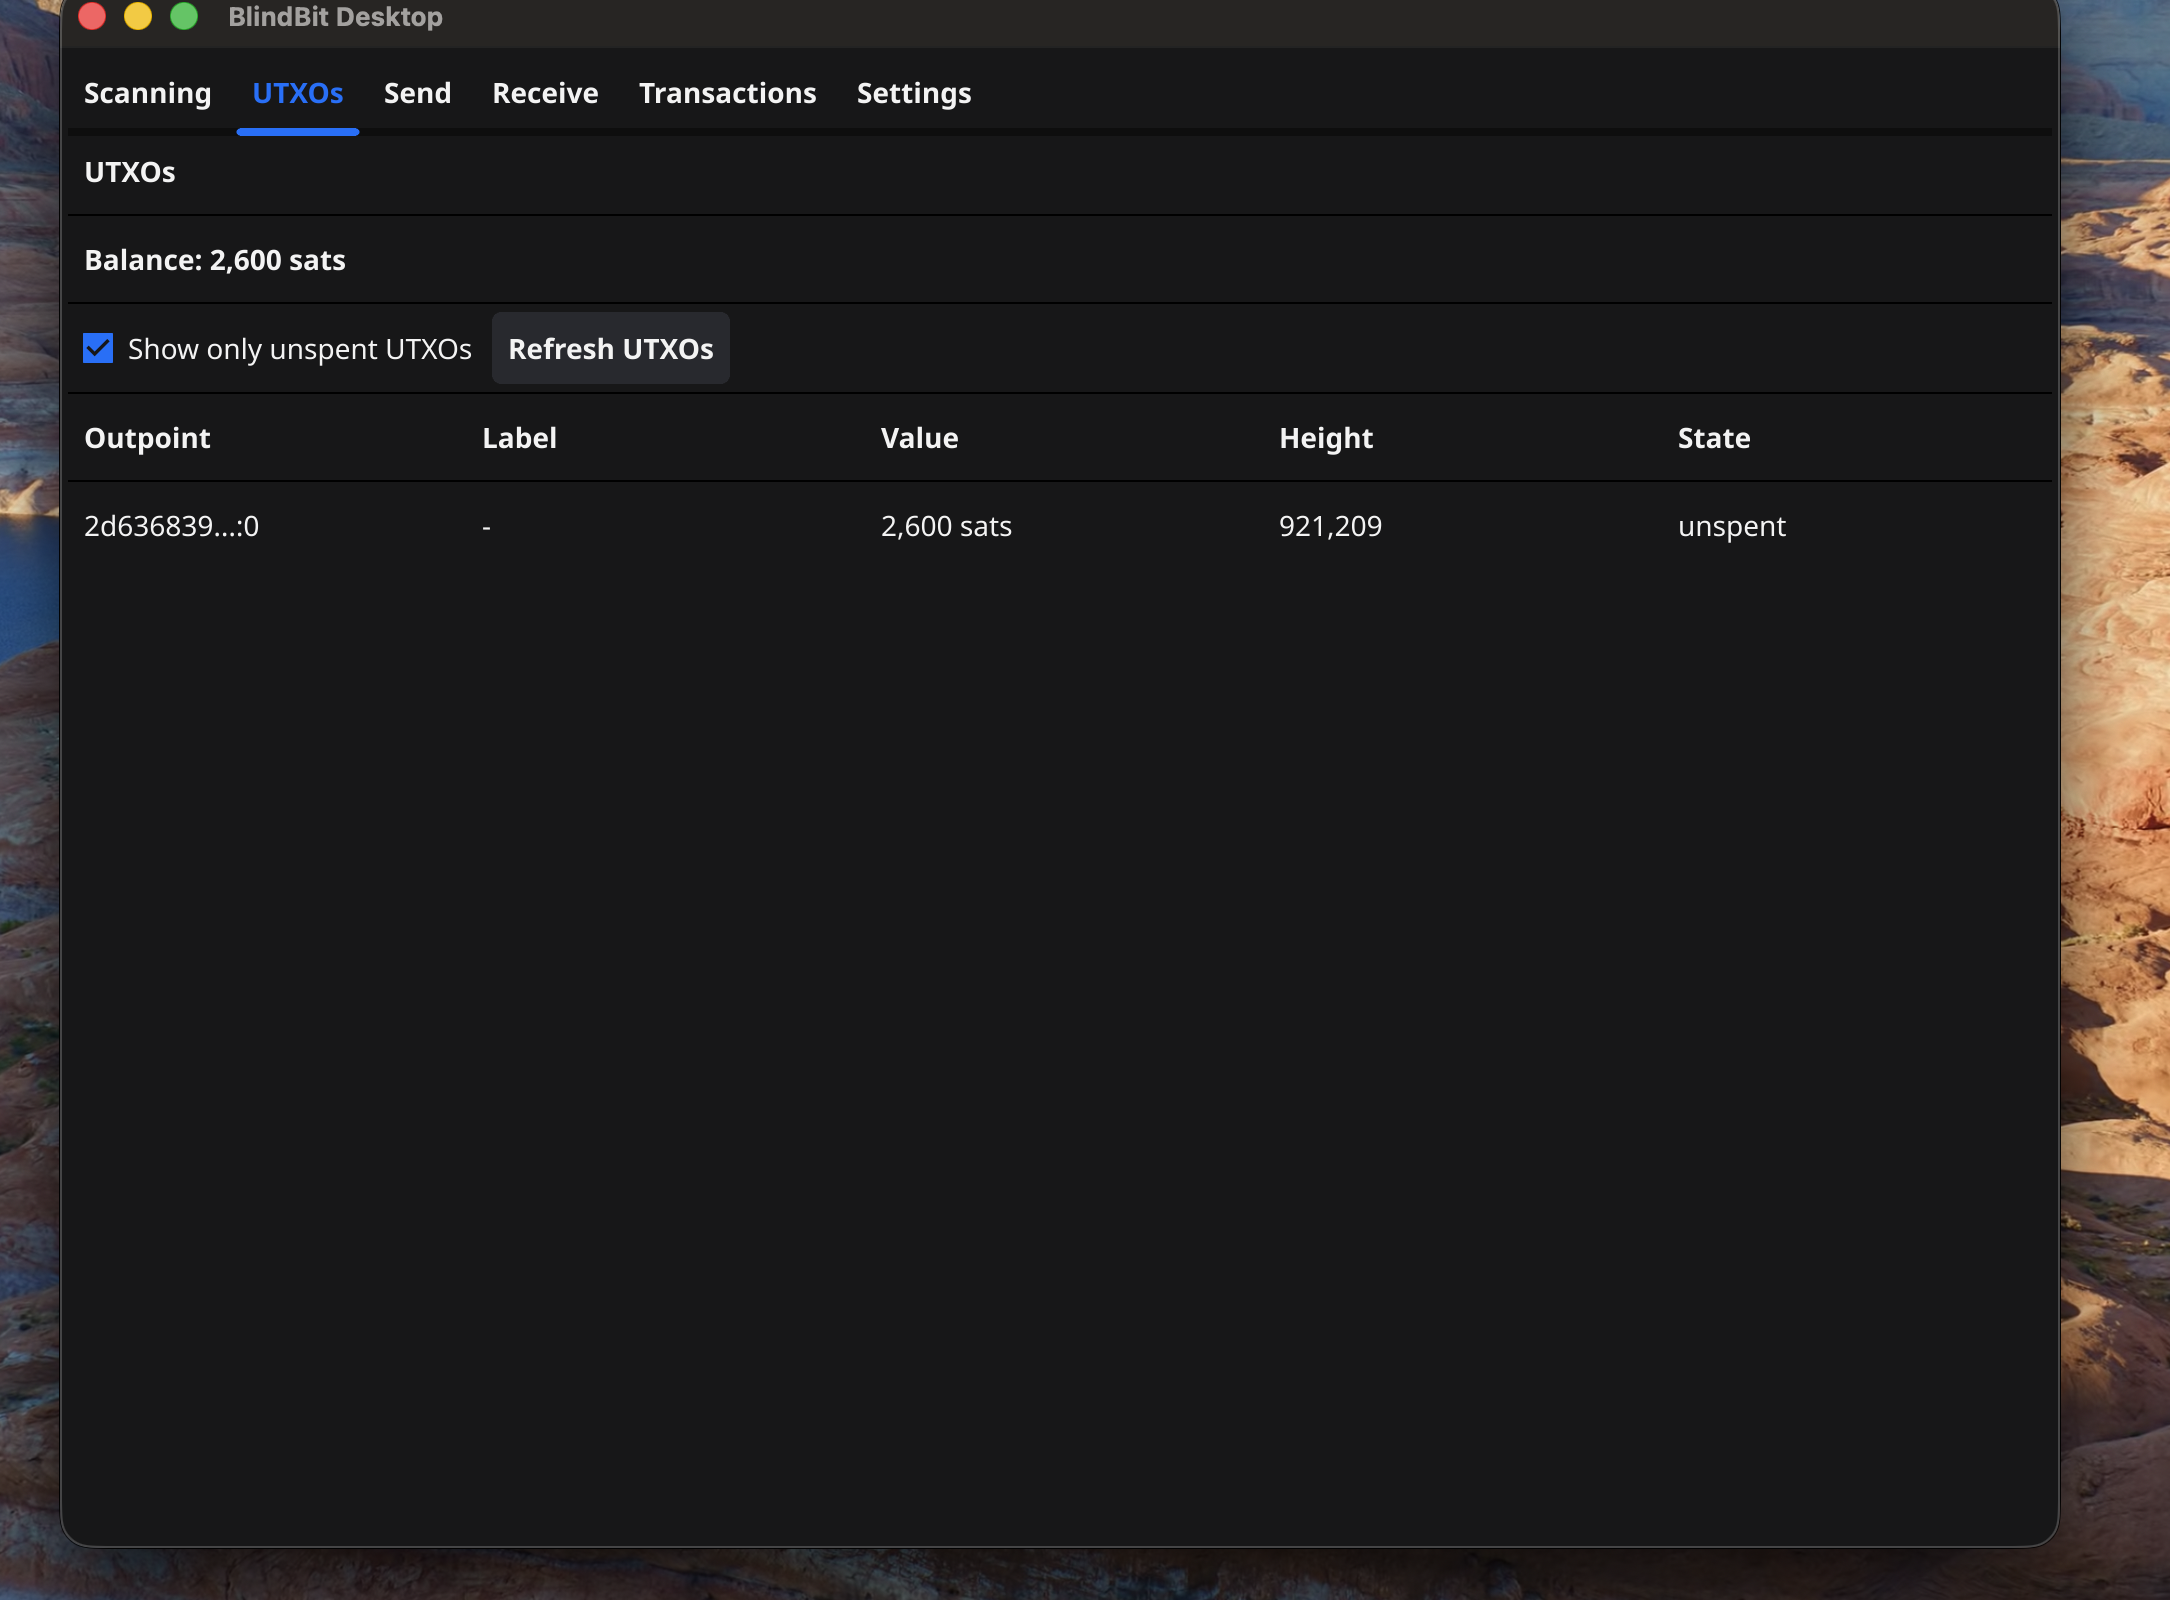 BlindBit Desktop
Scanning UTXOs Send Receive Transactions Settings
UTXOs
Balance: 2,600 sats
Show only unspent UTXOs Refresh UTXOs
Outpoint Label Value Height State
2d636839...:0 - 2,600 sats 921,209 unspent